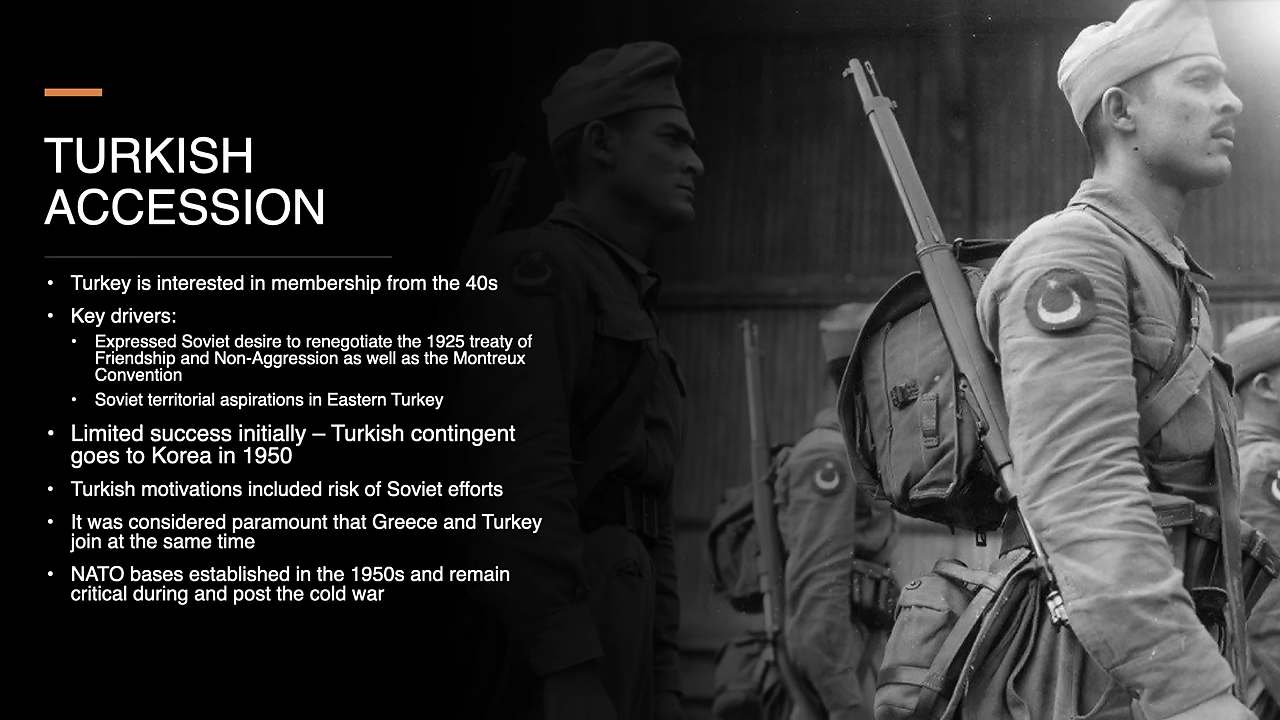 TURKISH
ACCESSION
• Turkey is interested in membership from the 40s
• Key drivers:
• Expressed Soviet desire to renegotiate the 1925 treaty of
Friendship and Non-Aggression as well as the Montreux
Convention
• Soviet territorial aspirations in Eastern Turkey
• Limited success initially – Turkish contingent
goes to Korea in 1950
• Turkish motivations included risk of Soviet efforts
• It was considered paramount that Greece and Turkey
join at the same time
• NATO bases established in the 1950s and remain
critical during and post the cold war